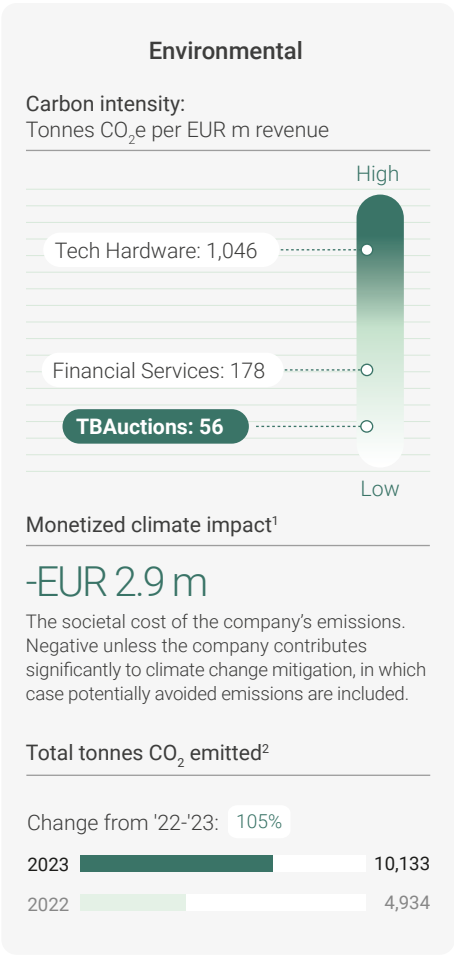 Environmental
Carbon intensity:
Tonnes CO₂e per EUR m revenue
High
Tech Hardware: 1,046
Financial Services: 178
TBAuctions: 56
Low
Monetized climate impact¹
-EUR 2.9 m
The societal cost of the company’s emissions.
Negative unless the company contributes
significantly to climate change mitigation, in which
case potentially avoided emissions are included.
Total tonnes CO₂ emitted²
Change from '22-'23: 105%
2023 10,133
2022 4,934